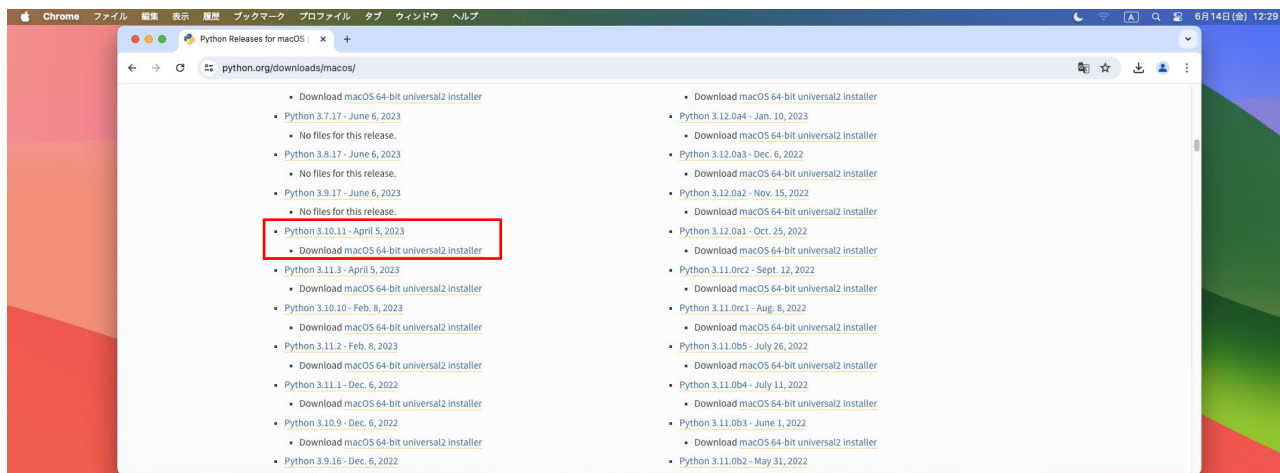 Chrome ファイル 編集 表示 履歴 ブックマーク プロファイル タブ ウィンドウ ヘルプ
A 6月14日(金) 12:29
Python Releases for macOS |
python.org/downloads/macos/
Download macOS 64-bit universal2 installer
Python 3.7.17 - June 6, 2023
No files for this release.
Python 3.8.17 - June 6, 2023
No files for this release.
Python 3.9.17 - June 6, 2023
No files for this release.
Python 3.10.11 - April 5, 2023
Download macOS 64-bit universal2 installer
Python 3.11.3 - April 5, 2023
Download macOS 64-bit universal2 installer
Python 3.10.10 - Feb. 8, 2023
Download macOS 64-bit universal2 installer
Python 3.11.2 - Feb. 8, 2023
Download macOS 64-bit universal2 installer
Python 3.11.1 - Dec. 6, 2022
Download macOS 64-bit universal2 installer
Python 3.10.9 - Dec. 6, 2022
Download macOS 64-bit universal2 installer
Python 3.9.16 - Dec. 6, 2022
Download macOS 64-bit universal2 installer
Python 3.12.0a4 - Jan. 10, 2023
Download macOS 64-bit universal2 installer
Python 3.12.0a3 - Dec. 6, 2022
Download macOS 64-bit universal2 installer
Python 3.12.0a2 - Nov. 15, 2022
Download macOS 64-bit universal2 installer
Python 3.12.0a1 - Oct. 25, 2022
Download macOS 64-bit universal2 installer
Python 3.11.0rc2 - Sept. 12, 2022
Download macOS 64-bit universal2 installer
Python 3.11.0rc1 - Aug. 8, 2022
Download macOS 64-bit universal2 installer
Python 3.11.0b5 - July 26, 2022
Download macOS 64-bit universal2 installer
Python 3.11.0b4 - July 11, 2022
Download macOS 64-bit universal2 installer
Python 3.11.0b3 - June 1, 2022
Download macOS 64-bit universal2 installer
Python 3.11.0b2 - May 31, 2022